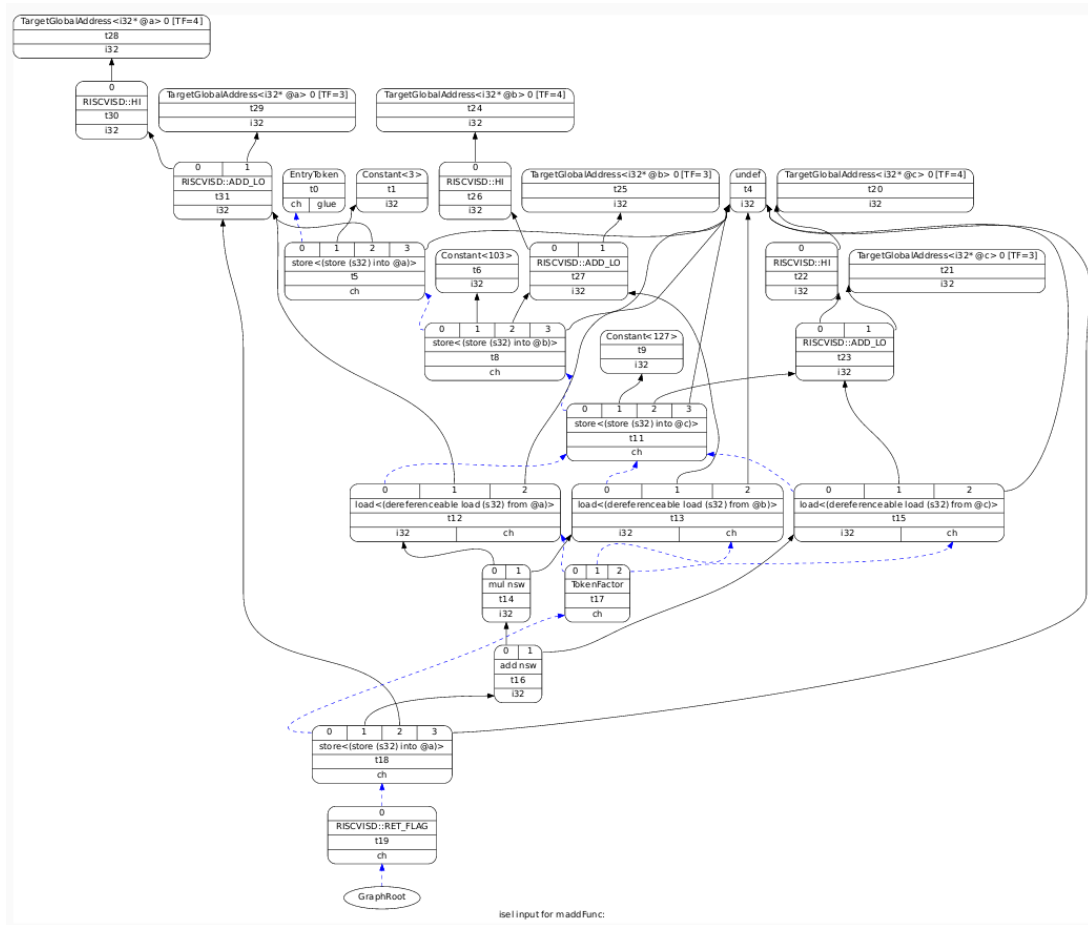 TargetGlobalAddress<i32* @a> 0 [TF=4]
t28
i32
0
RISCVISD::HI
t30
i32
TargetGlobalAddress<i32* @a> 0 [TF=3]
t29
i32
TargetGlobalAddress<i32* @b> 0 [TF=4]
t24
i32
0 1
RISCVISD::ADD_LO
t31
i32
EntryToken
t0
ch glue
Constant<3>
t1
i32
0
RISCVISD::HI
t26
i32
TargetGlobalAddress<i32* @b> 0 [TF=3]
t25
i32
undef
t4
i32
TargetGlobalAddress<i32* @c> 0 [TF=4]
t20
i32
0 1 2 3
store<(store (s32) into @a)>
t5
ch
Constant<103>
t6
i32
0 1
RISCVISD::ADD_LO
t27
i32
0
RISCVISD::HI
t22
i32
TargetGlobalAddress<i32* @c> 0 [TF=3]
t21
i32
0 1 2 3
store<(store (s32) into @b)>
t8
ch
Constant<127>
t9
i32
0 1
RISCVISD::ADD_LO
t23
i32
0 1 2 3
store<(store (s32) into @c)>
t11
ch
0 1 2
load<(dereferenceable load (s32) from @a)>
t12
i32 ch
0 1 2
load<(dereferenceable load (s32) from @b)>
t13
i32 ch
0 1 2
load<(dereferenceable load (s32) from @c)>
t15
i32 ch
0 1
mul nsw
t14
i32
0 1 2
TokenFactor
t17
ch
0 1
add nsw
t16
i32
0 1 2 3
store<(store (s32) into @a)>
t18
ch
0
RISCVISD::RET_FLAG
t19
ch
GraphRoot
isel input for maddFunc: